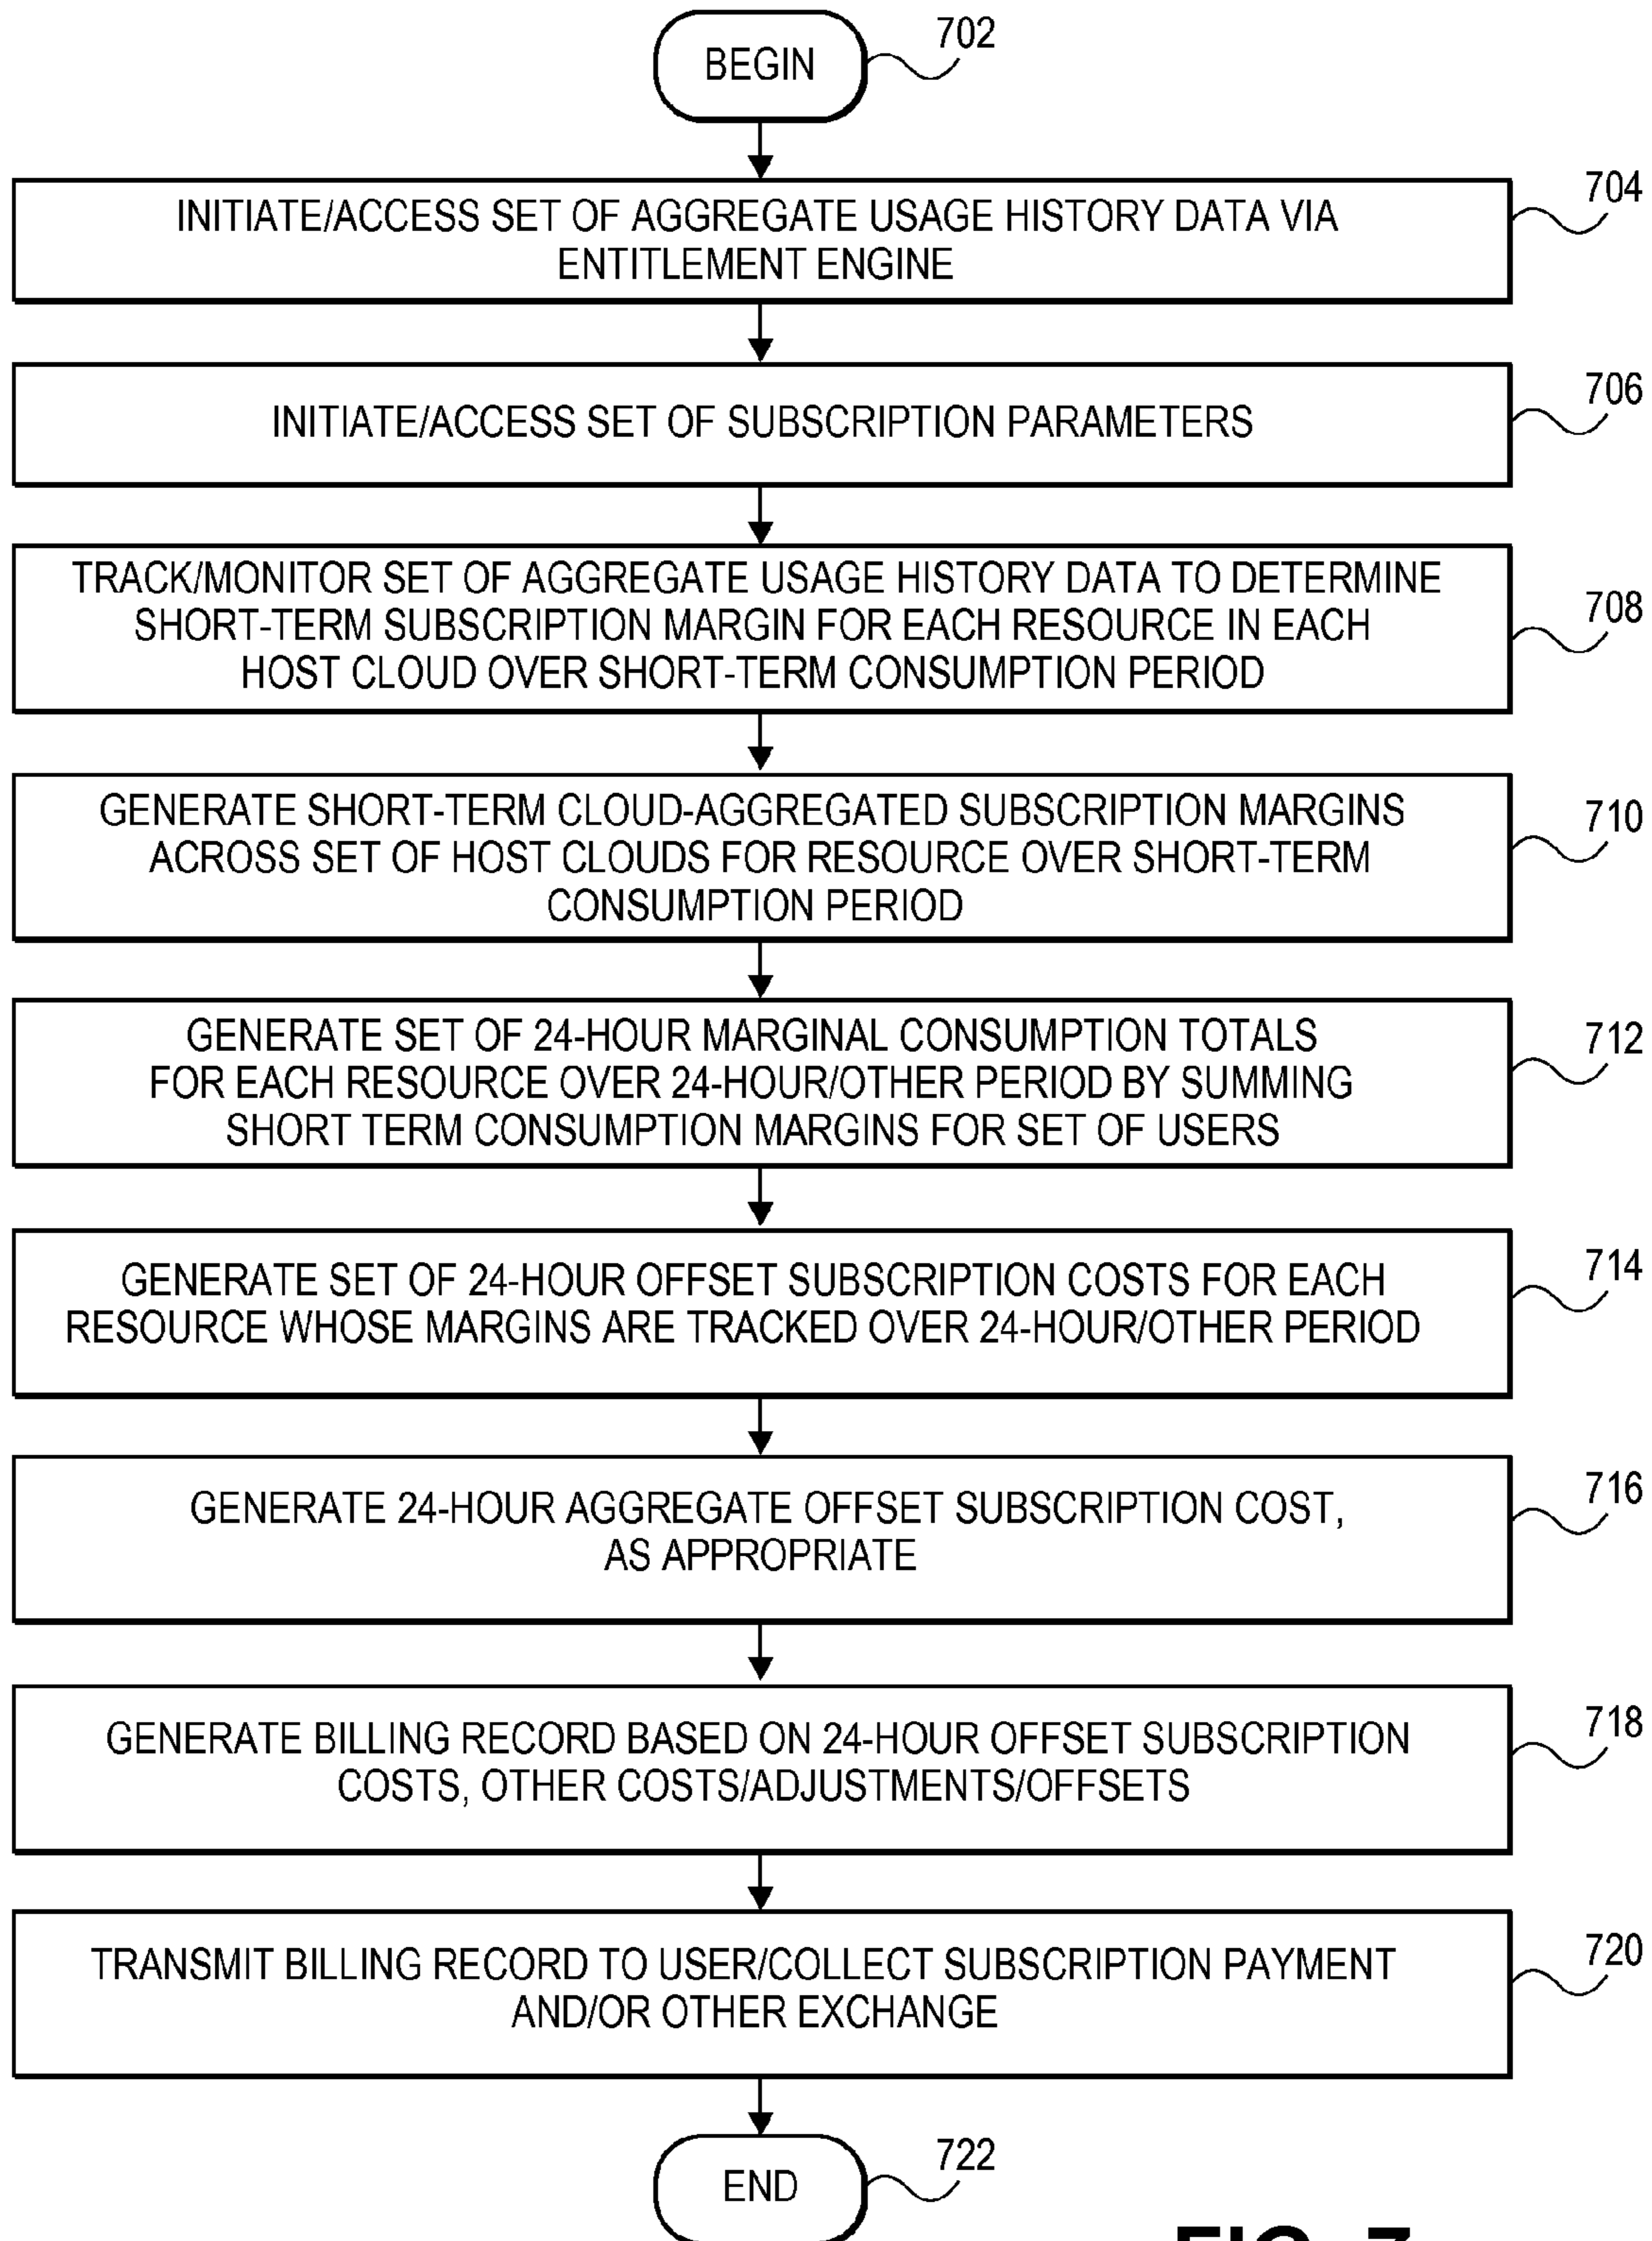 BEGIN
702
INITIATE/ACCESS SET OF AGGREGATE USAGE HISTORY DATA VIA
ENTITLEMENT ENGINE
704
INITIATE/ACCESS SET OF SUBSCRIPTION PARAMETERS
706
TRACK/MONITOR SET OF AGGREGATE USAGE HISTORY DATA TO DETERMINE
SHORT-TERM SUBSCRIPTION MARGIN FOR EACH RESOURCE IN EACH
HOST CLOUD OVER SHORT-TERM CONSUMPTION PERIOD
708
GENERATE SHORT-TERM CLOUD-AGGREGATED SUBSCRIPTION MARGINS
ACROSS SET OF HOST CLOUDS FOR RESOURCE OVER SHORT-TERM
CONSUMPTION PERIOD
710
GENERATE SET OF 24-HOUR MARGINAL CONSUMPTION TOTALS
FOR EACH RESOURCE OVER 24-HOUR/OTHER PERIOD BY SUMMING
SHORT TERM CONSUMPTION MARGINS FOR SET OF USERS
712
GENERATE SET OF 24-HOUR OFFSET SUBSCRIPTION COSTS FOR EACH
RESOURCE WHOSE MARGINS ARE TRACKED OVER 24-HOUR/OTHER PERIOD
714
GENERATE 24-HOUR AGGREGATE OFFSET SUBSCRIPTION COST,
AS APPROPRIATE
716
GENERATE BILLING RECORD BASED ON 24-HOUR OFFSET SUBSCRIPTION
COSTS, OTHER COSTS/ADJUSTMENTS/OFFSETS
718
TRANSMIT BILLING RECORD TO USER/COLLECT SUBSCRIPTION PAYMENT
AND/OR OTHER EXCHANGE
720
END
722